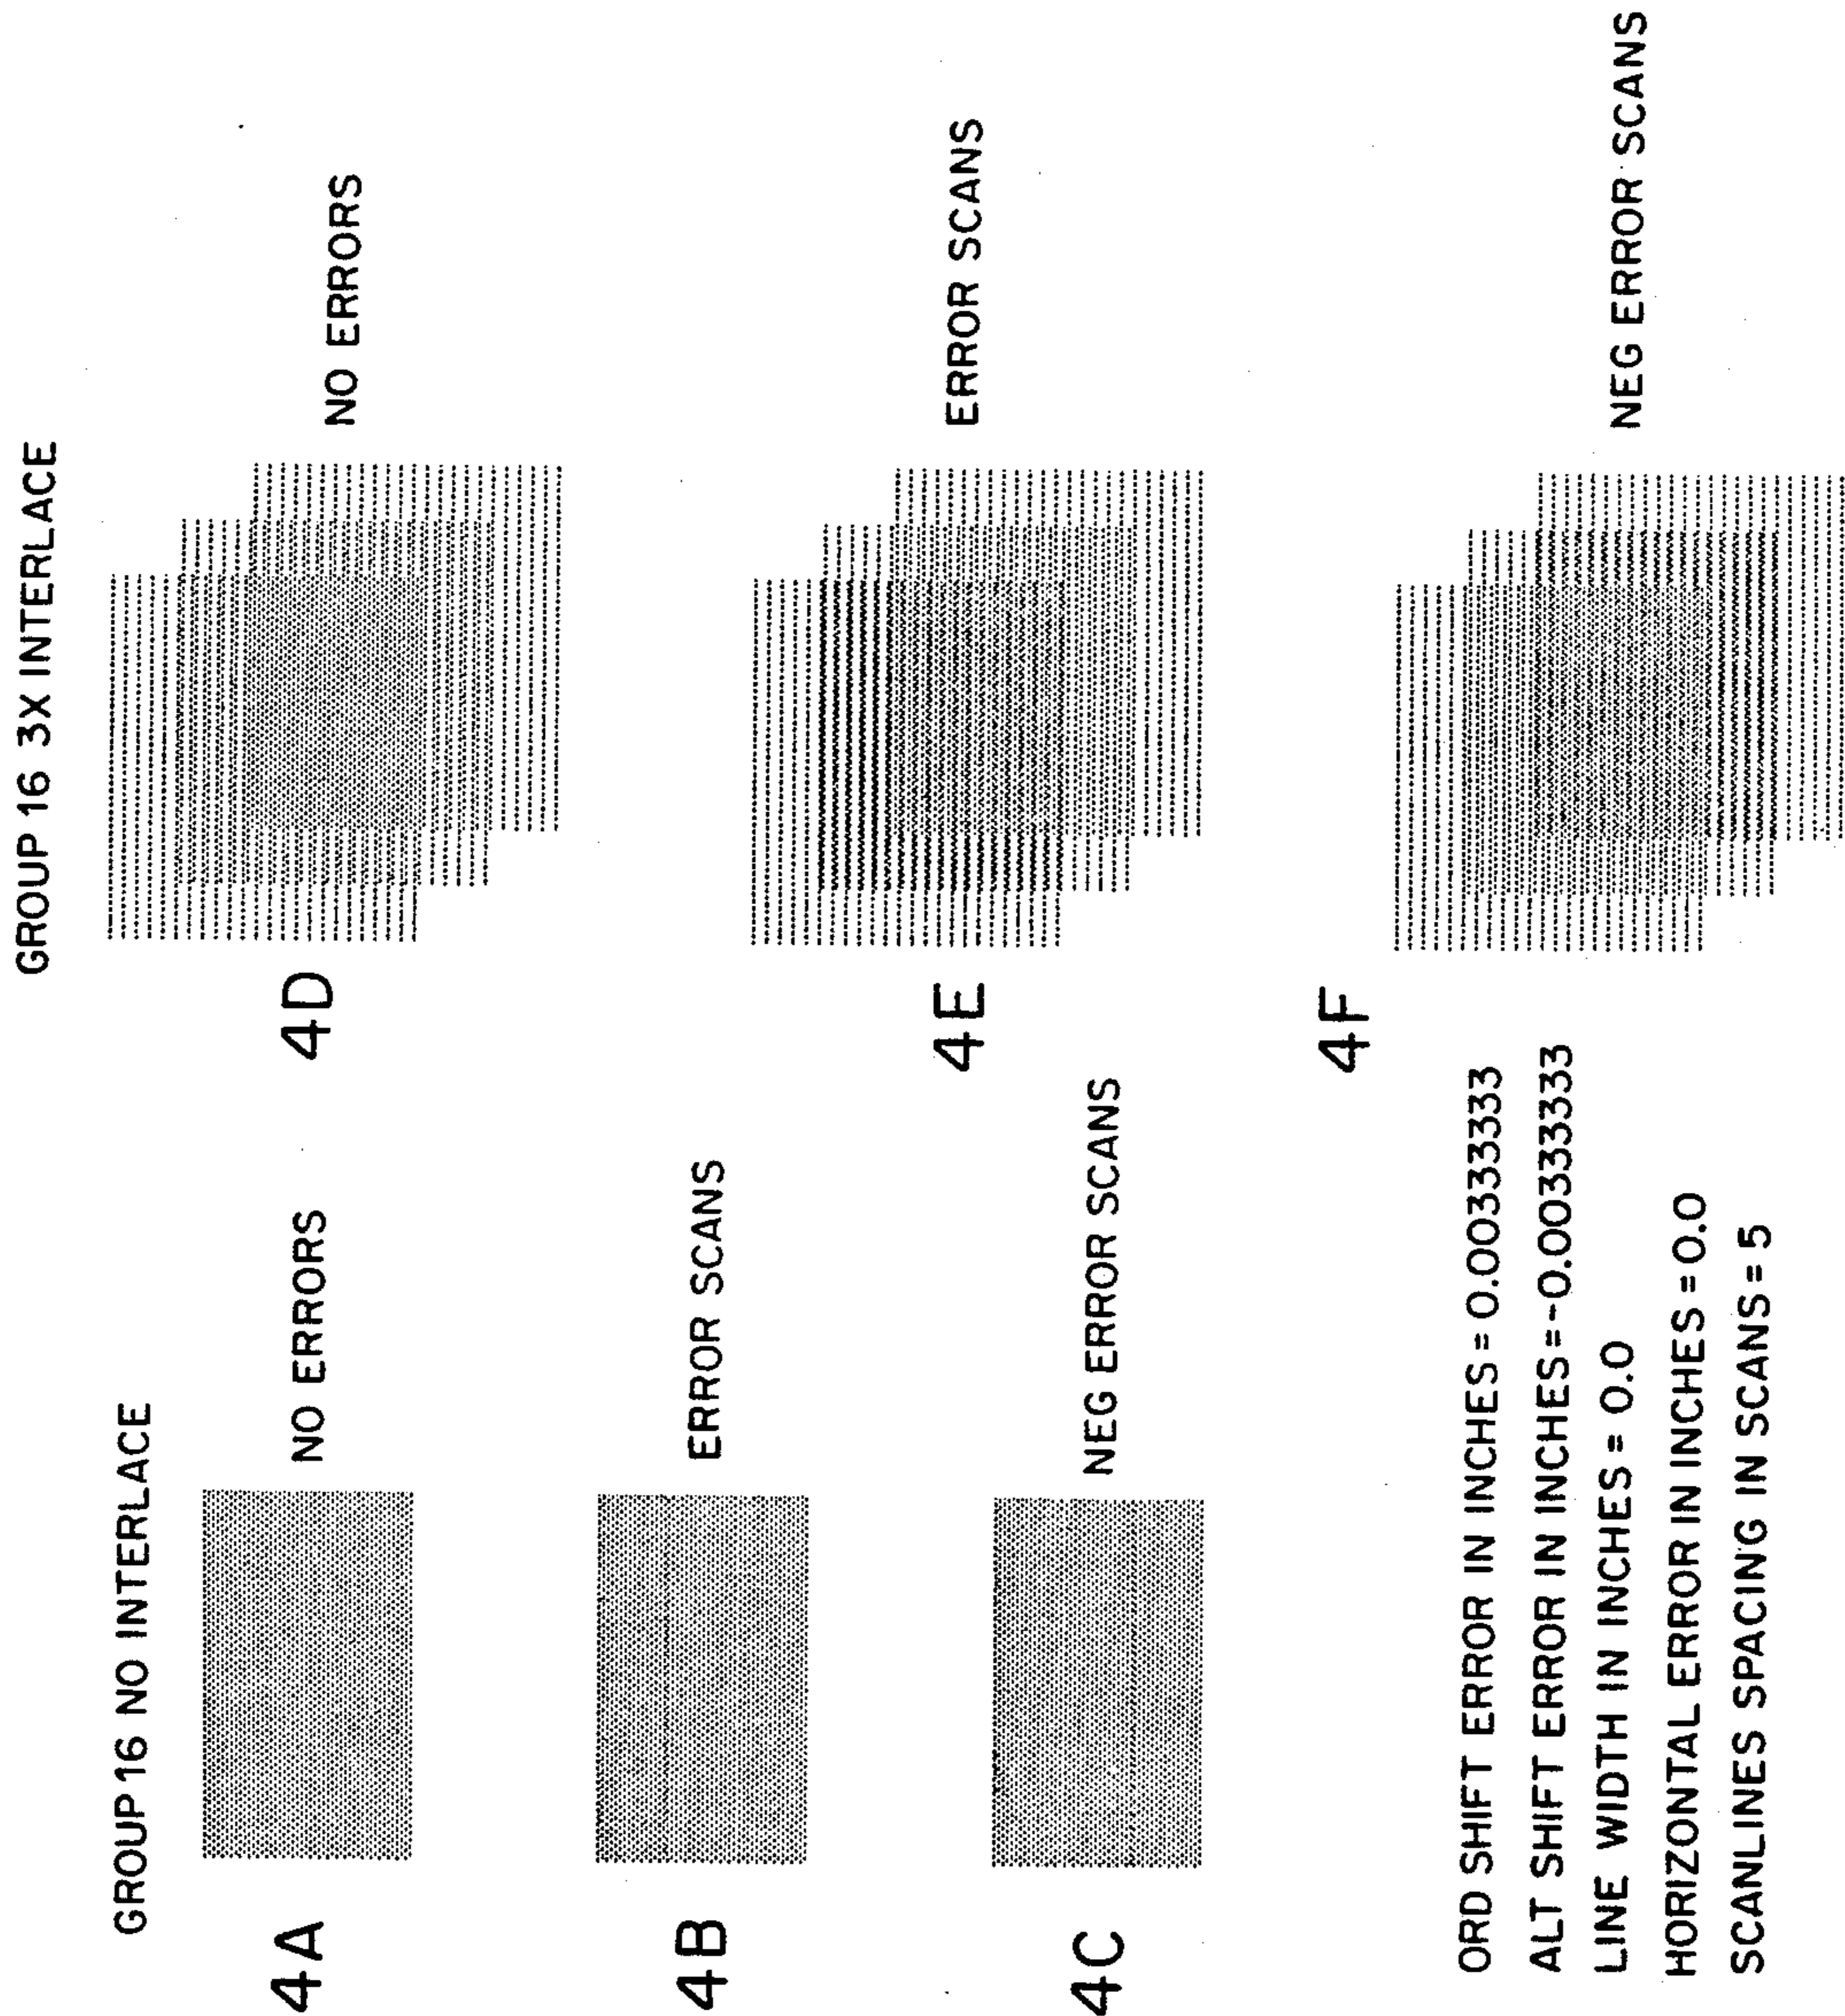 GROUP 16 NO INTERLACE
4A
NO ERRORS
4B
ERROR SCANS
4C
NEG ERROR SCANS
ORD SHIFT ERROR IN INCHES = 0.00333333
ALT SHIFT ERROR IN INCHES = -0.00333333
LINE WIDTH IN INCHES = 0.0
HORIZONTAL ERROR IN INCHES = 0.0
SCANLINES SPACING IN SCANS = 5
GROUP 16 3X INTERLACE
4D
NO ERRORS
4E
ERROR SCANS
4F
NEG ERROR SCANS